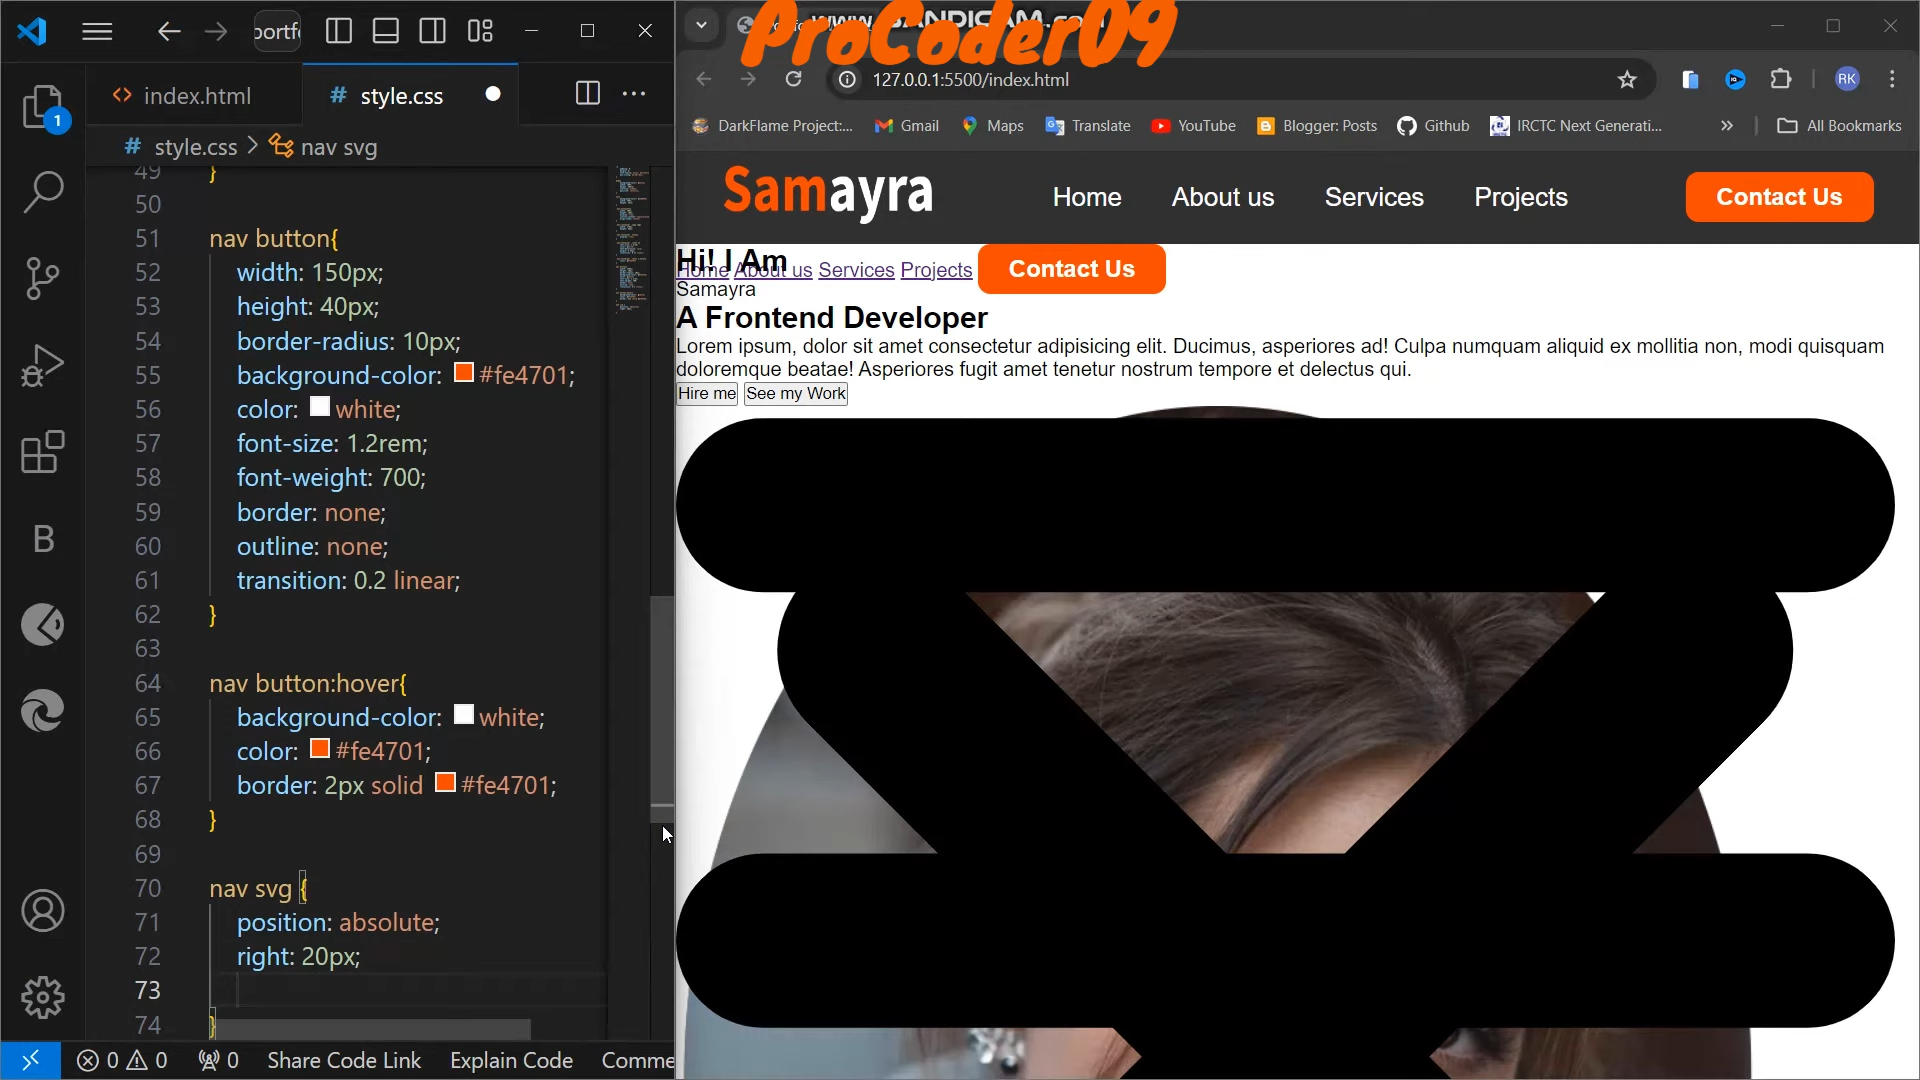 portfo
index.html
# style.css
# style.css > nav svg
49 }
50
51 nav button{
52 width: 150px;
53 height: 40px;
54 border-radius: 10px;
55 background-color: #fe4701;
56 color: white;
57 font-size: 1.2rem;
58 font-weight: 700;
59 border: none;
60 outline: none;
61 transition: 0.2 linear;
62 }
63
64 nav button:hover{
65 background-color: white;
66 color: #fe4701;
67 border: 2px solid #fe4701;
68 }
69
70 nav svg {
71 position: absolute;
72 right: 20px;
73
74 }
1
B
0 0 0 Share Code Link Explain Code Comme
ProCoder09
127.0.0.1:5500/index.html
RK
DarkFlame Project:... Gmail Maps Translate YouTube Blogger: Posts Github IRCTC Next Generati... » All Bookmarks
Samayra Home About us Services Projects Contact Us
Hi! I Am
Home About us Services Projects Contact Us
Samayra
A Frontend Developer
Lorem ipsum, dolor sit amet consectetur adipisicing elit. Ducimus, asperiores ad! Culpa numquam aliquid ex mollitia non, modi quisquam
doloremque beatae! Asperiores fugit amet tenetur nostrum tempore et delectus qui.
Hire me See my Work